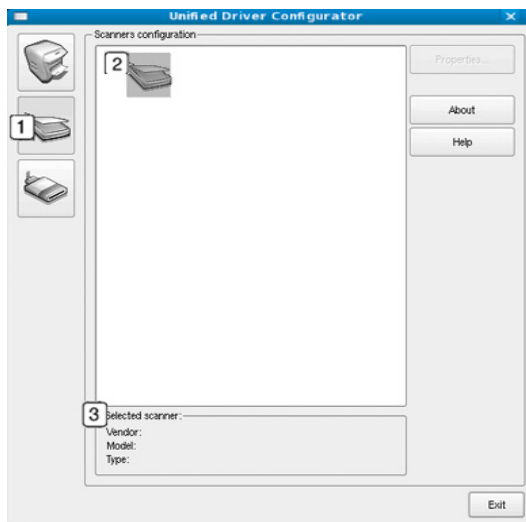 Unified Driver Configurator
Scanners configuration
2
Properties...
About
1
Help
3
Selected scanner:
Vendor:
Model:
Type:
Exit